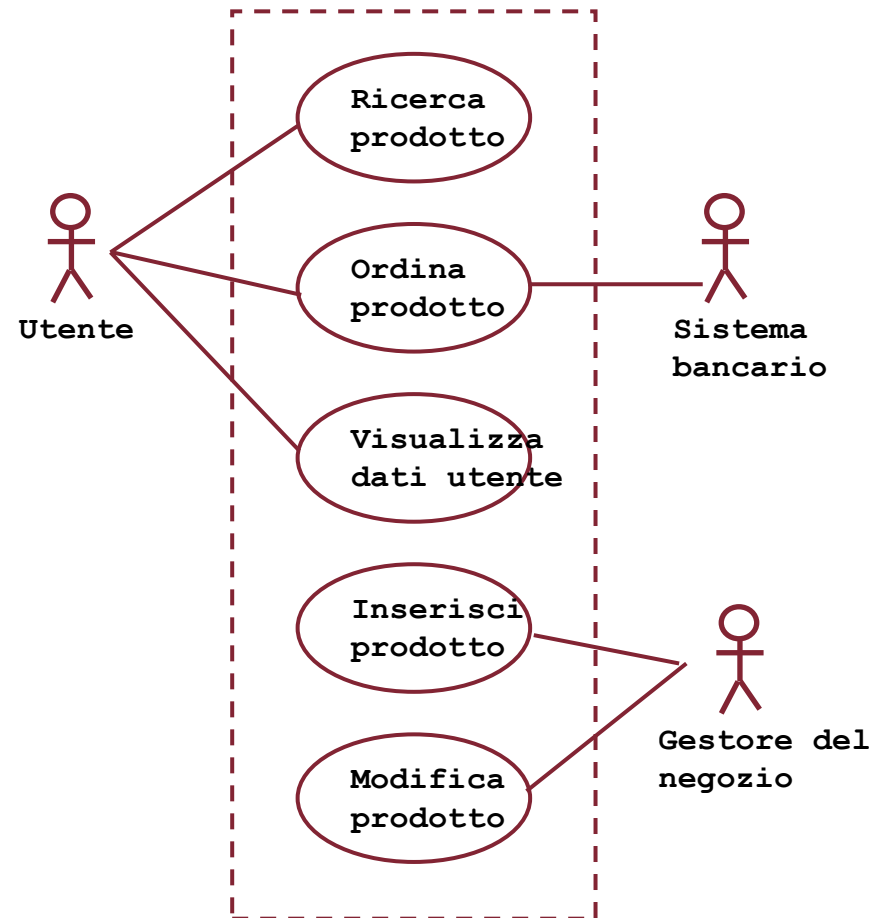 Ricerca
prodotto
Ordina
prodotto
Utente
Sistema
bancario
Visualizza
dati utente
Inserisci
prodotto
Gestore del
negozio
Modifica
prodotto